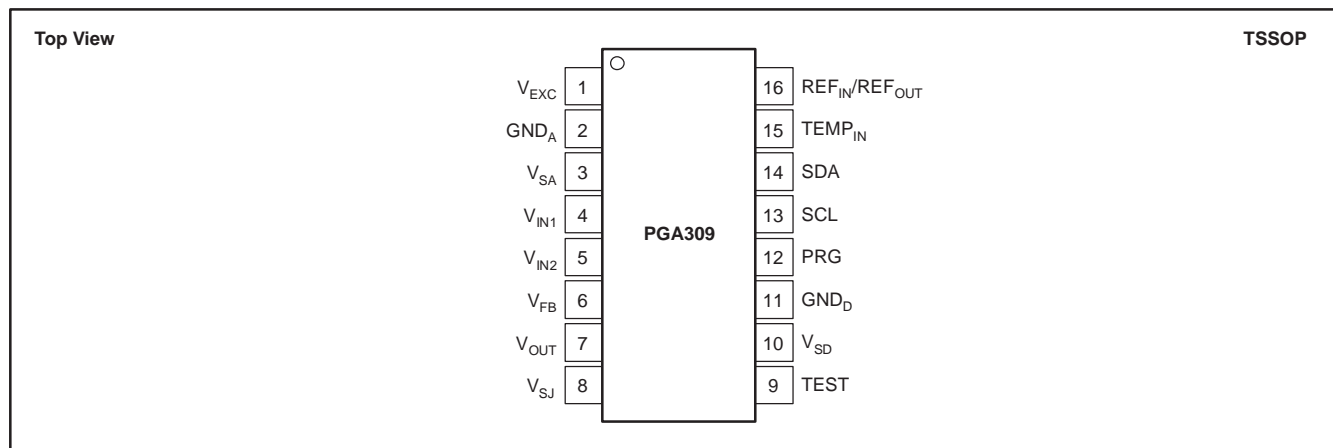 Top View
TSSOP
V_EXC 1
16 REF_IN/REF_OUT
GND_A 2
15 TEMP_IN
V_SA 3
14 SDA
V_IN1 4
13 SCL
PGA309
V_IN2 5
12 PRG
V_FB 6
11 GND_D
V_OUT 7
10 V_SD
V_SJ 8
9 TEST